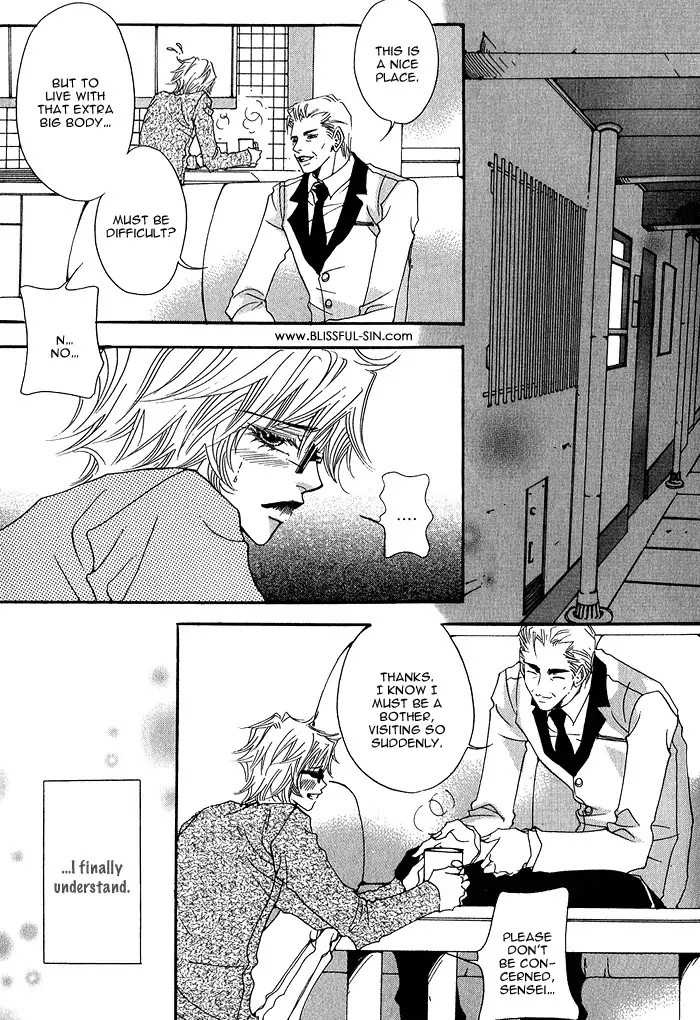 THIS IS
A NICE
PLACE.
BUT TO
LIVE WITH
THAT EXTRA
BIG BODY...
MUST BE
DIFFICULT?
N...
NO...
www.BLISSFUL-SIN.com
....
THANKS.
I KNOW I
MUST BE A
BOTHER,
VISITING SO
SUDDENLY.
PLEASE
DON'T
BE CON-
CERNED,
SENSEI...
...I finally
understand.